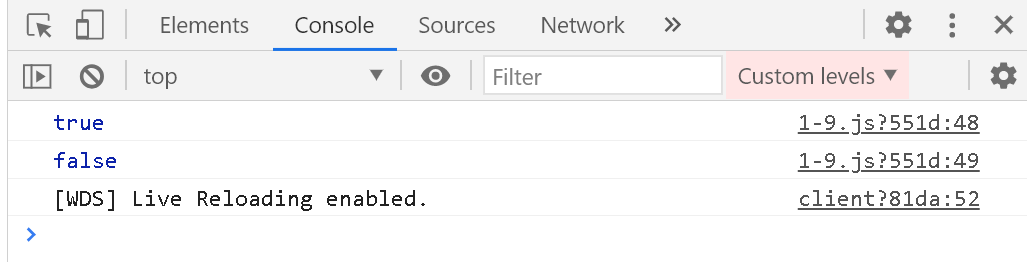 Elements Console Sources Network
top Filter Custom levels
true 1-9.js?551d:48
false 1-9.js?551d:49
[WDS] Live Reloading enabled. client?81da:52